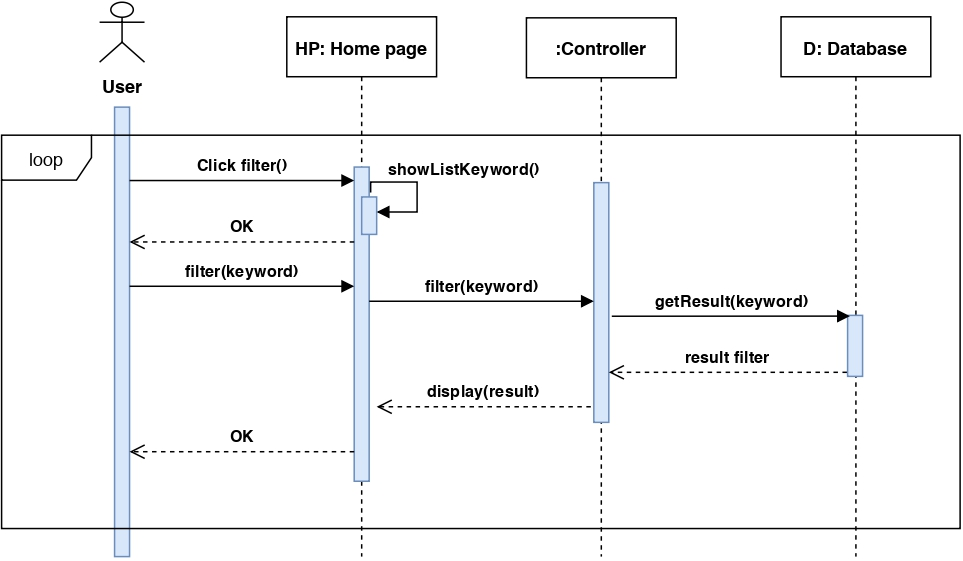 HP: Home page
:Controller
D: Database
User
loop
Click filter()
showListKeyword()
OK
filter(keyword)
filter(keyword)
getResult(keyword)
result filter
display(result)
OK